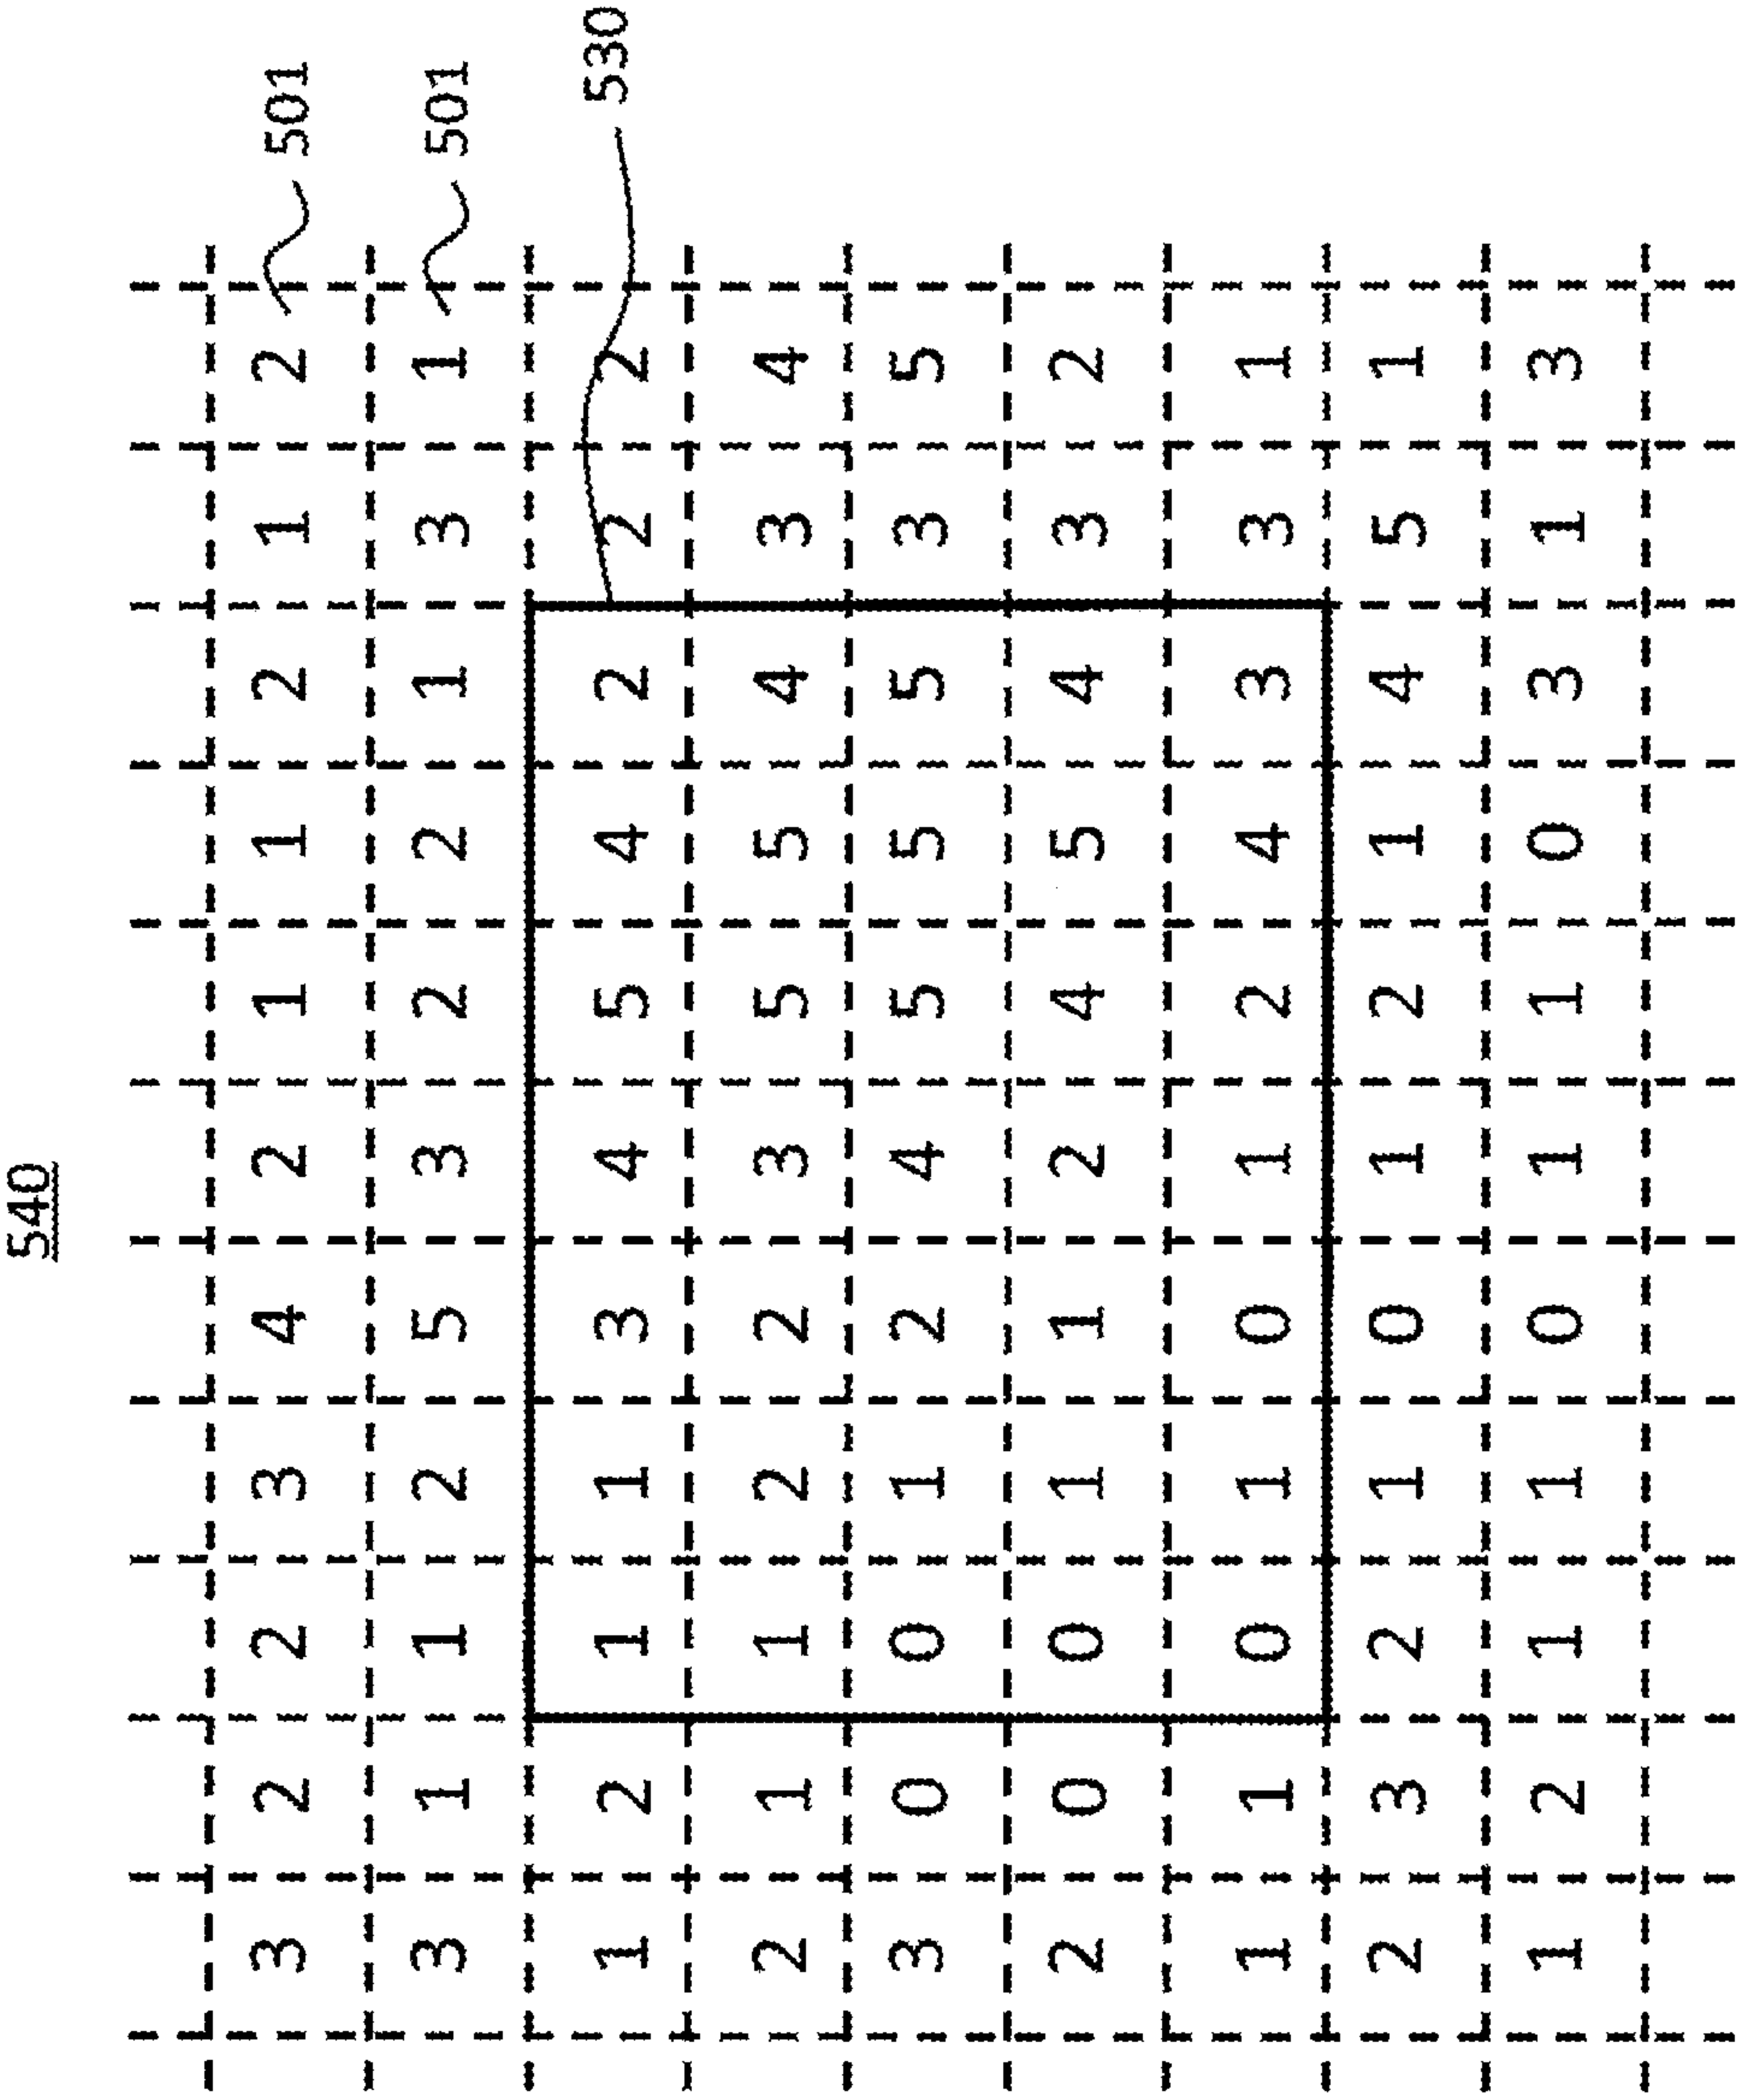 540
3 2 2 3 4 2 1 1 2 1 2 501
3 1 1 2 5 3 2 2 1 3 1 501
1 2 1 1 3 4 5 4 2 2 2 530
2 1 1 2 2 3 5 5 4 3 4
3 0 0 1 2 4 5 5 5 3 5
2 0 0 1 1 2 4 5 4 3 2
1 1 0 1 0 1 2 4 3 3 1
2 3 2 1 0 1 2 1 4 5 1
1 2 1 1 0 1 1 0 3 1 3